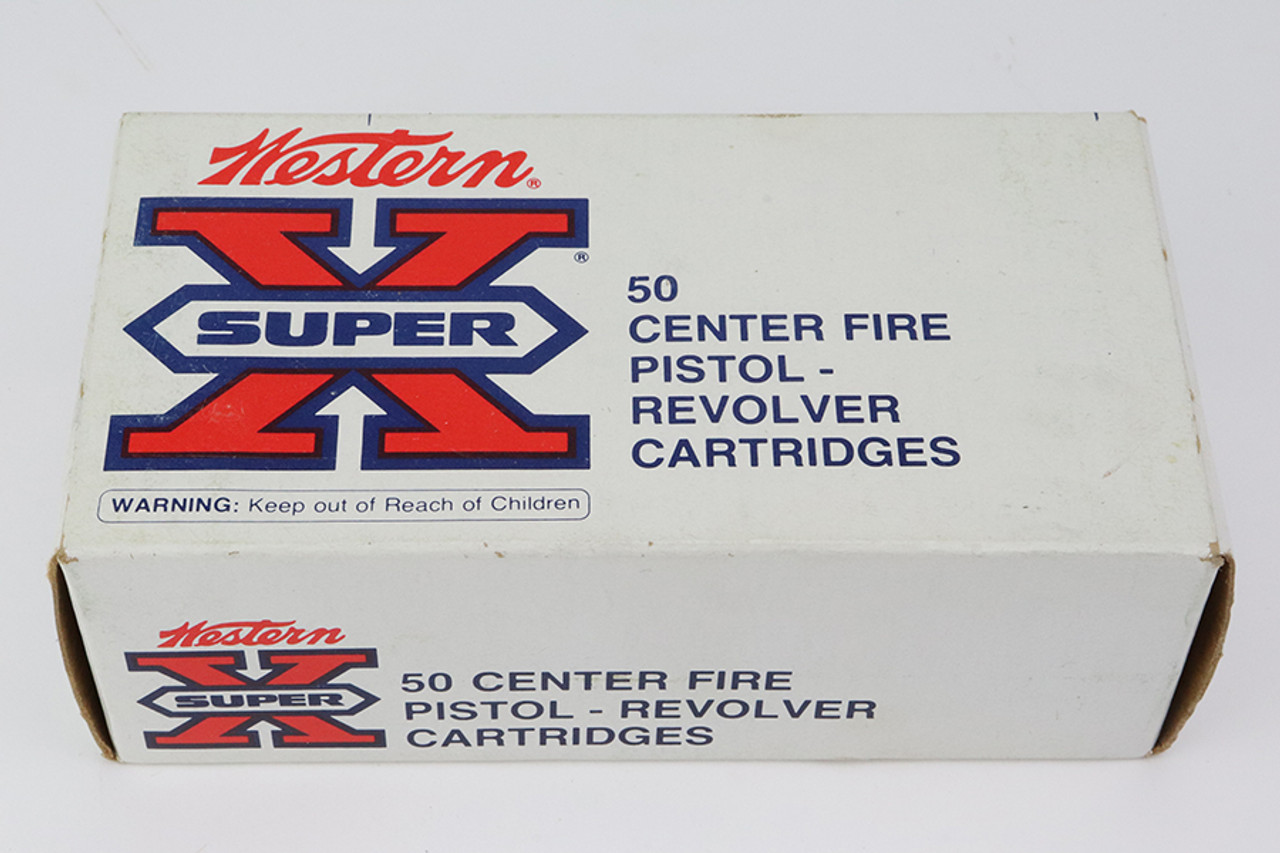 Western®
SUPER X®
50
CENTER FIRE
PISTOL -
REVOLVER
CARTRIDGES
WARNING: Keep out of Reach of Children
Western
SUPER X
50 CENTER FIRE
PISTOL - REVOLVER
CARTRIDGES